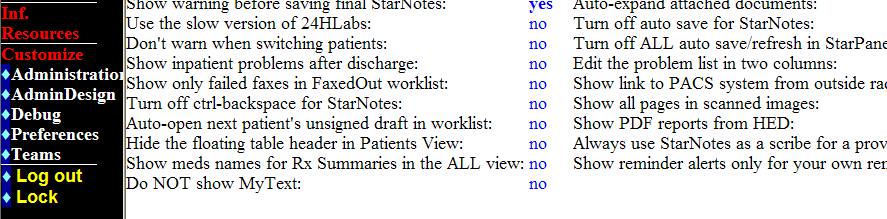 Inf.
Resources
Customize
Administration
AdminDesign
Debug
Preferences
Teams
Log out
Lock
Show warning before saving final StarNotes: yes
Use the slow version of 24HLabs: no
Don't warn when switching patients: no
Show inpatient problems after discharge: no
Show only failed faxes in FaxedOut worklist: no
Turn off ctrl-backspace for StarNotes: no
Auto-open next patient's unsigned draft in worklist: no
Hide the floating table header in Patients View: no
Show meds names for Rx Summaries in the ALL view: no
Do NOT show MyText: no
Auto-expand attached documents:
Turn off auto save for StarNotes:
Turn off ALL auto save/refresh in StarPane
Edit the problem list in two columns:
Show link to PACS system from outside rad
Show all pages in scanned images:
Show PDF reports from HED:
Always use StarNotes as a scribe for a prov
Show reminder alerts only for your own ren